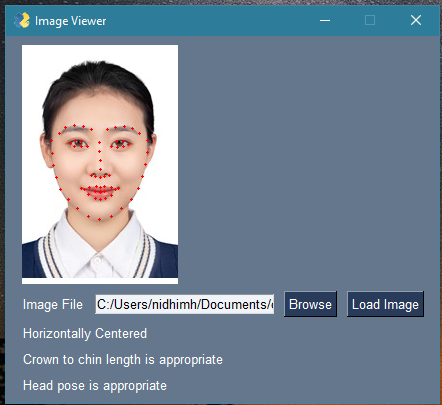 Image Viewer
Image File C:/Users/nidhimh/Documents/ Browse Load Image
Horizontally Centered
Crown to chin length is appropriate
Head pose is appropriate